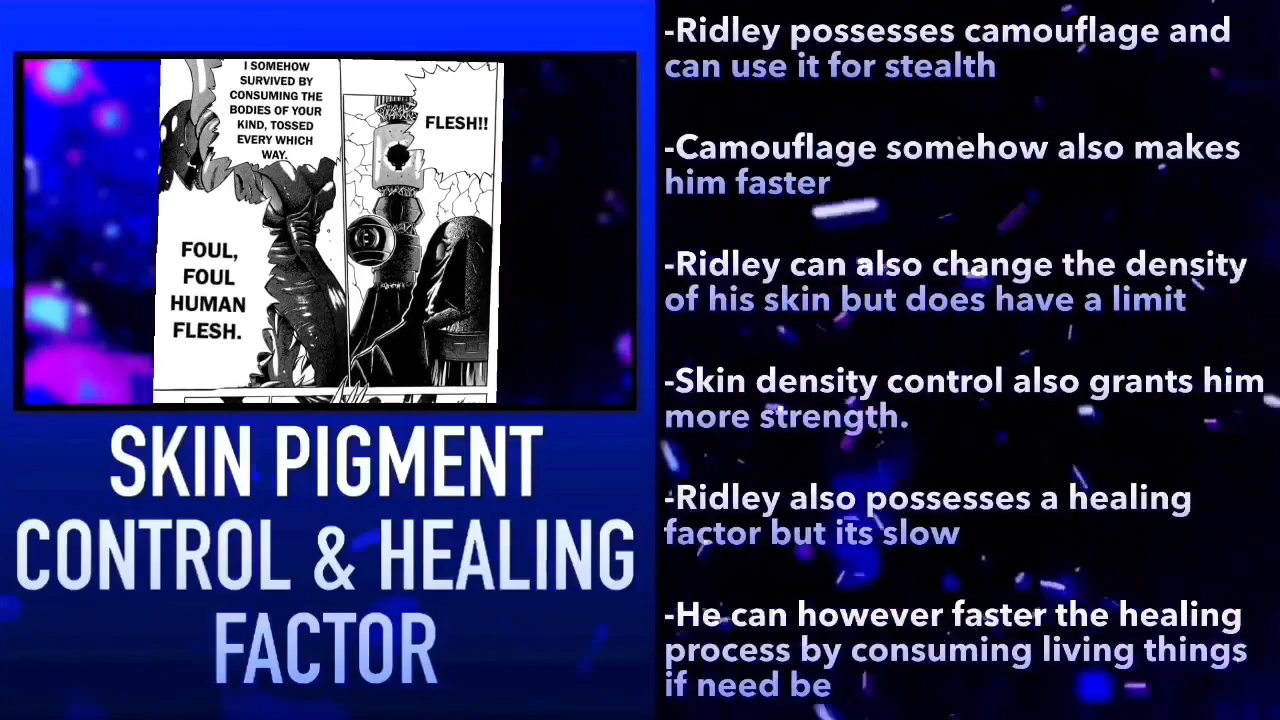 I SOMEHOW
SURVIVED BY
CONSUMING THE
BODIES OF YOUR
KIND, TOSSED
EVERY WHICH
WAY.
FLESH!!
FOUL,
FOUL
HUMAN
FLESH.
SKIN PIGMENT
CONTROL & HEALING
FACTOR
-Ridley possesses camouflage and
can use it for stealth
-Camouflage somehow also makes
him faster
-Ridley can also change the density
of his skin but does have a limit
-Skin density control also grants him
more strength.
-Ridley also possesses a healing
factor but its slow
-He can however faster the healing
process by consuming living things
if need be